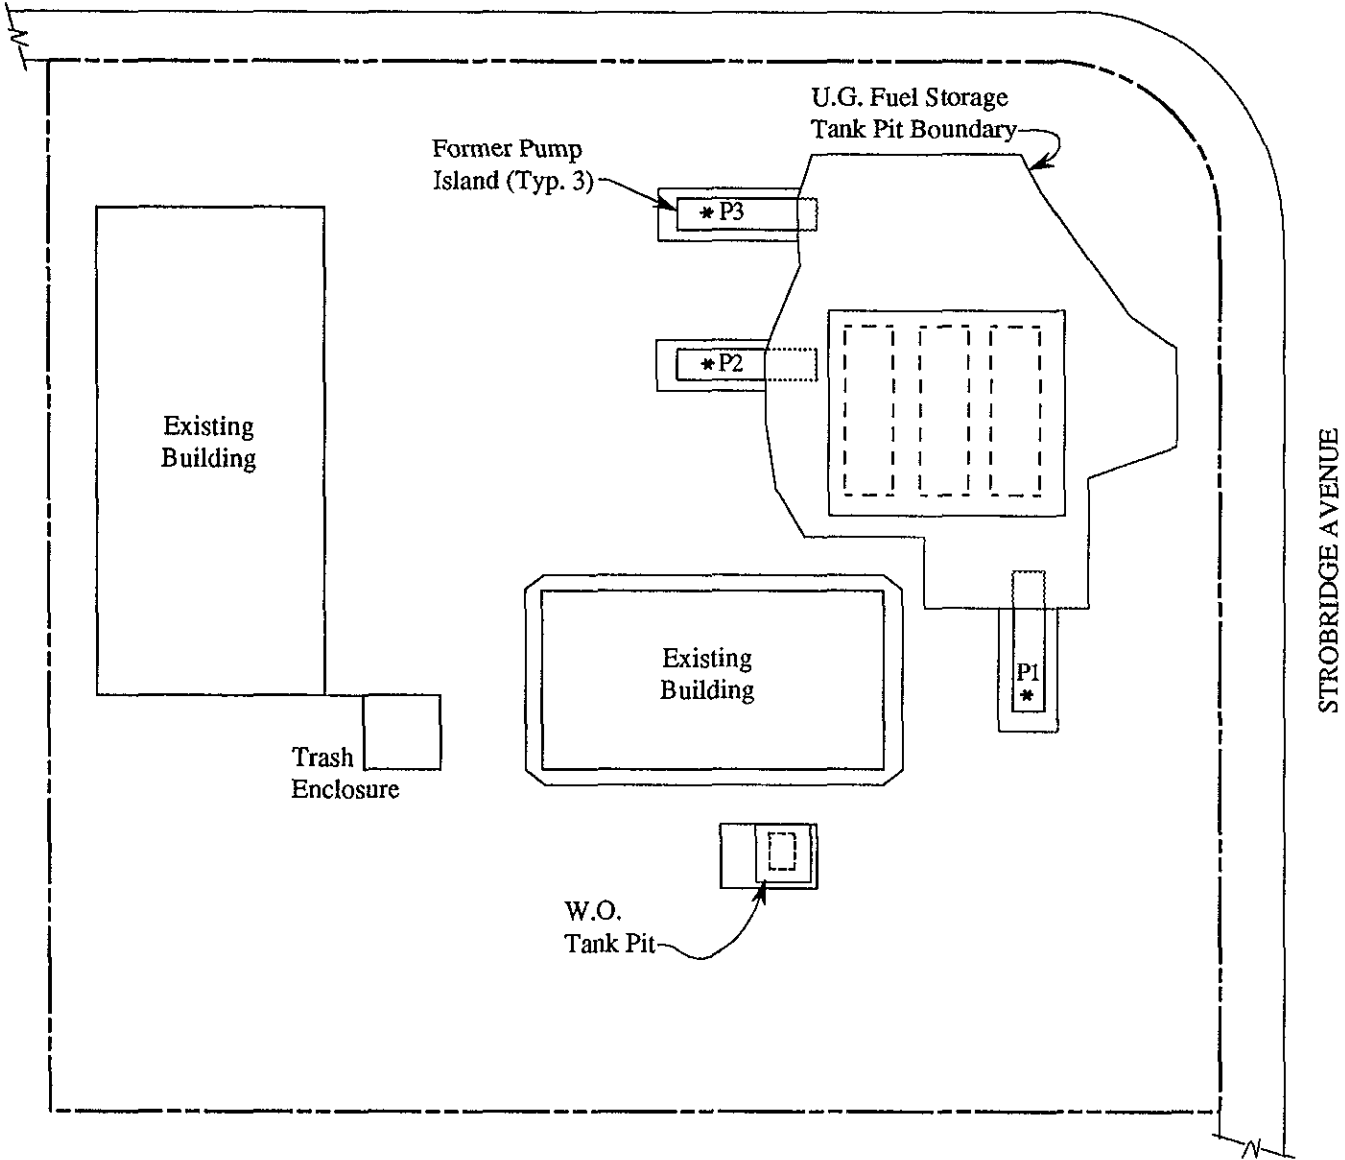 U.G. Fuel Storage
Tank Pit Boundary
Former Pump
Island (Typ. 3)
* P3
* P2
Existing
Building
STROBRIDGE AVENUE
Existing
Building
P1
*
Trash
Enclosure
W.O.
Tank Pit